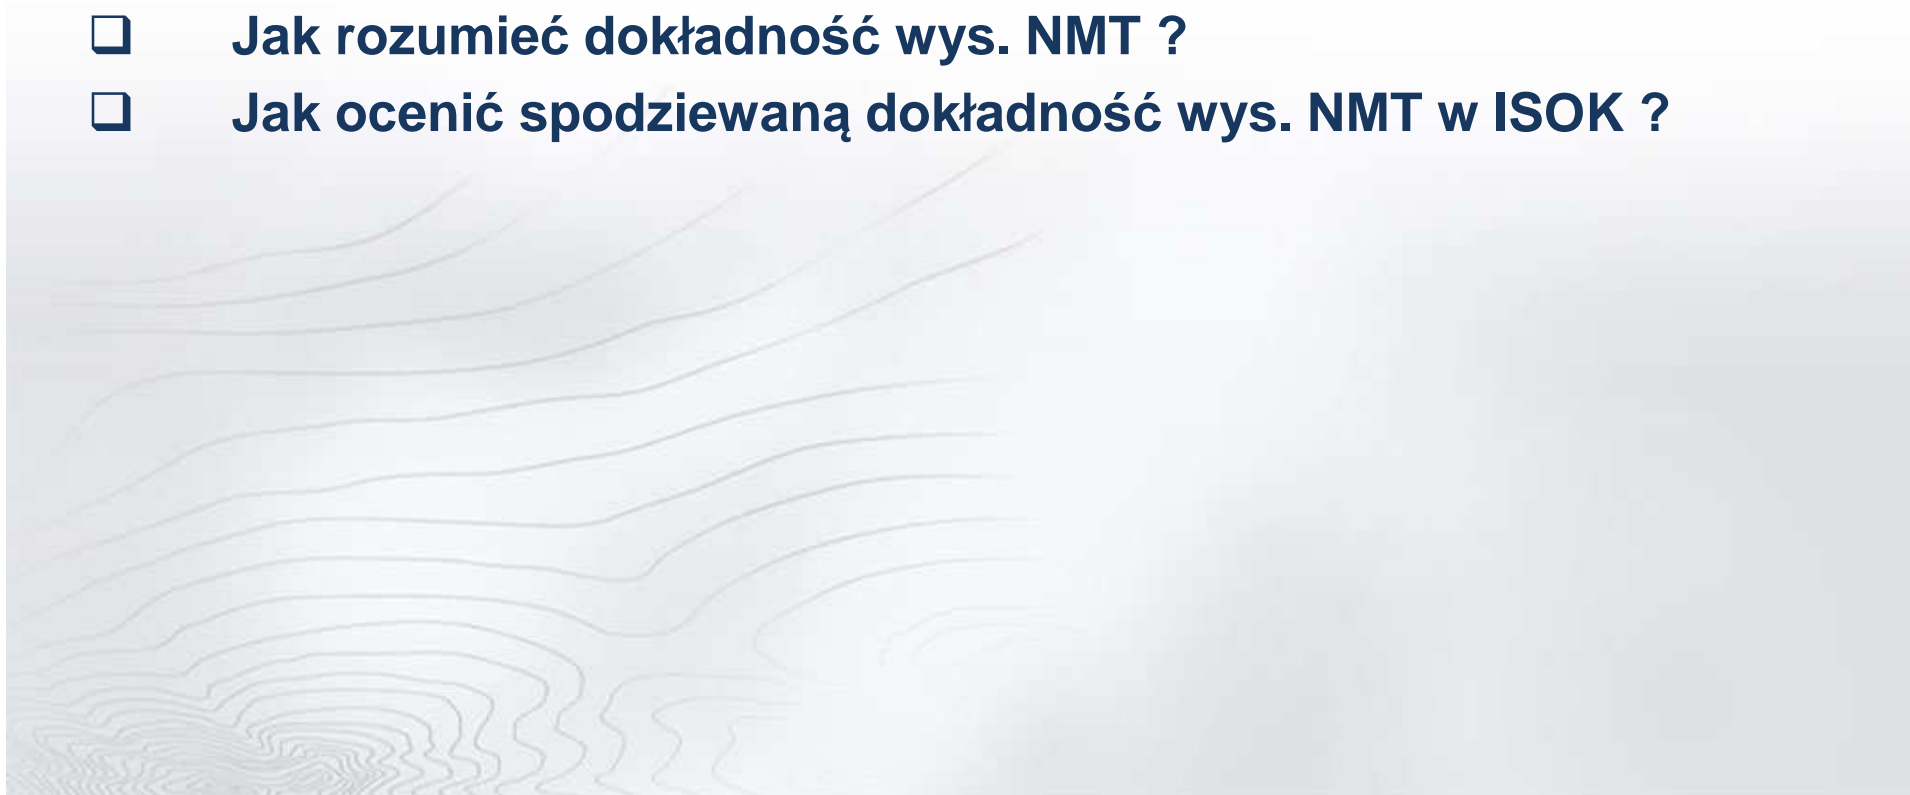 Jak rozumieć dokładność wys. NMT ?
Jak ocenić spodziewaną dokładność wys. NMT w ISOK ?